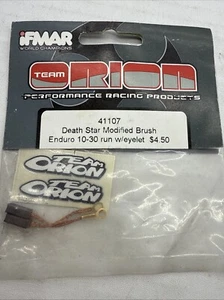 iFMAR
WORLD CHAMPIONS
TEAM
ORION
PERFORMANCE RACING PRODUCTS
41107
Death Star Modified Brush
Enduro 10-30 run w/eyelet $4.50
TEAM
ORION
TEAM
ORION